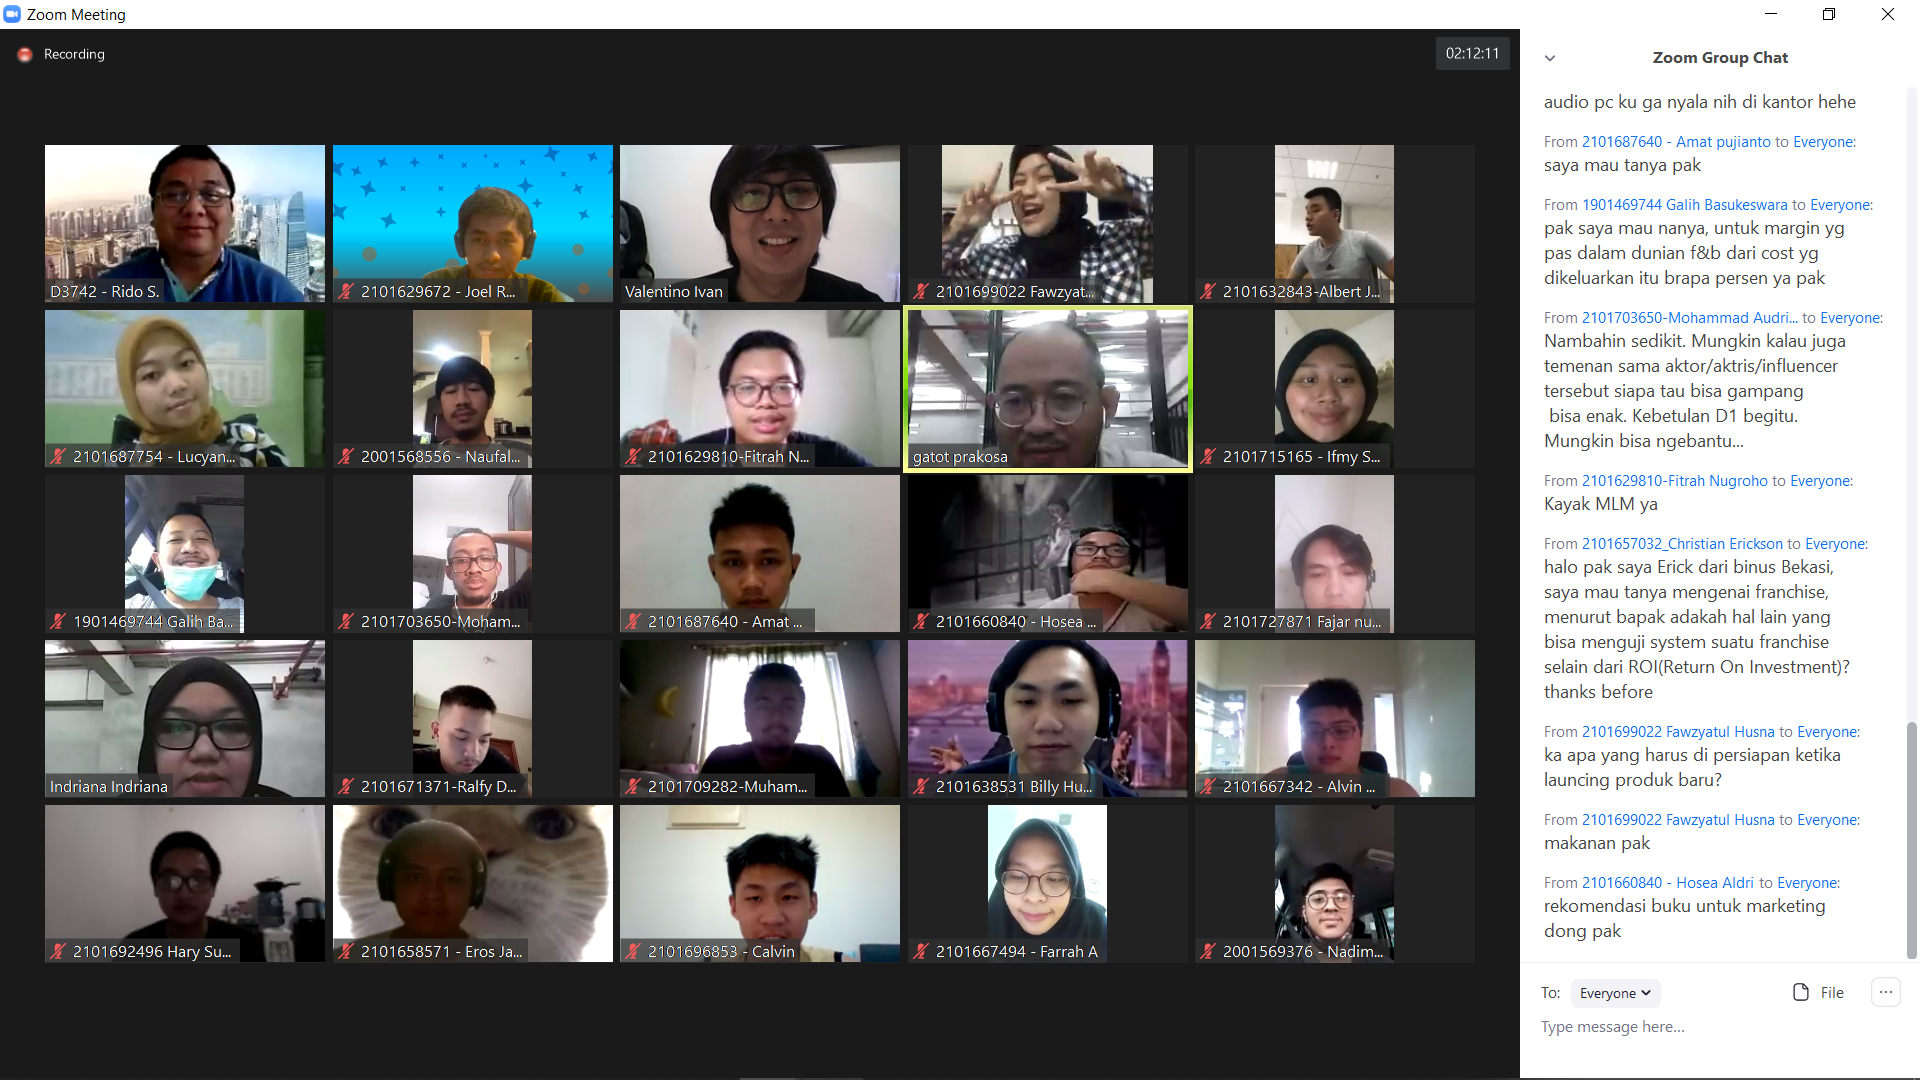 Zoom Meeting
Recording
02:12:11
D3742 - Rido S.
2101629672 - Joel R...
Valentino Ivan
2101699022 Fawzyat...
2101632843-Albert J...
2101687754 - Lucyan...
2001568556 - Naufal...
2101629810-Fitrah N...
gatot prakosa
2101715165 - Ifmy S...
1901469744 Galih Ba...
2101703650-Moham...
2101687640 - Amat ...
2101660840 - Hosea ...
2101727871 Fajar nu...
Indriana Indriana
2101671371-Ralfy D...
2101709282-Muham...
2101638531 Billy Hu...
2101667342 - Alvin ...
2101692496 Hary Su...
2101658571 - Eros Ja...
2101696853 - Calvin
2101667494 - Farrah A
2001569376 - Nadim...
Zoom Group Chat
audio pc ku ga nyala nih di kantor hehe
From 2101687640 - Amat pujianto to Everyone:
saya mau tanya pak
From 1901469744 Galih Basukeswara to Everyone:
pak saya mau nanya, untuk margin yg
pas dalam dunian f&b dari cost yg
dikeluarkan itu brapa persen ya pak
From 2101703650-Mohammad Audri... to Everyone:
Nambahin sedikit. Mungkin kalau juga
temenan sama aktor/aktris/influencer
tersebut siapa tau bisa gampang
bisa enak. Kebetulan D1 begitu.
Mungkin bisa ngebantu...
From 2101629810-Fitrah Nugroho to Everyone:
Kayak MLM ya
From 2101657032_Christian Erickson to Everyone:
halo pak saya Erick dari binus Bekasi,
saya mau tanya mengenai franchise,
menurut bapak adakah hal lain yang
bisa menguji system suatu franchise
selain dari ROI(Return On Investment)?
thanks before
From 2101699022 Fawzyatul Husna to Everyone:
ka apa yang harus di persiapan ketika
launcing produk baru?
From 2101699022 Fawzyatul Husna to Everyone:
makanan pak
From 2101660840 - Hosea Aldri to Everyone:
rekomendasi buku untuk marketing
dong pak
To: Everyone File ...
Type message here...